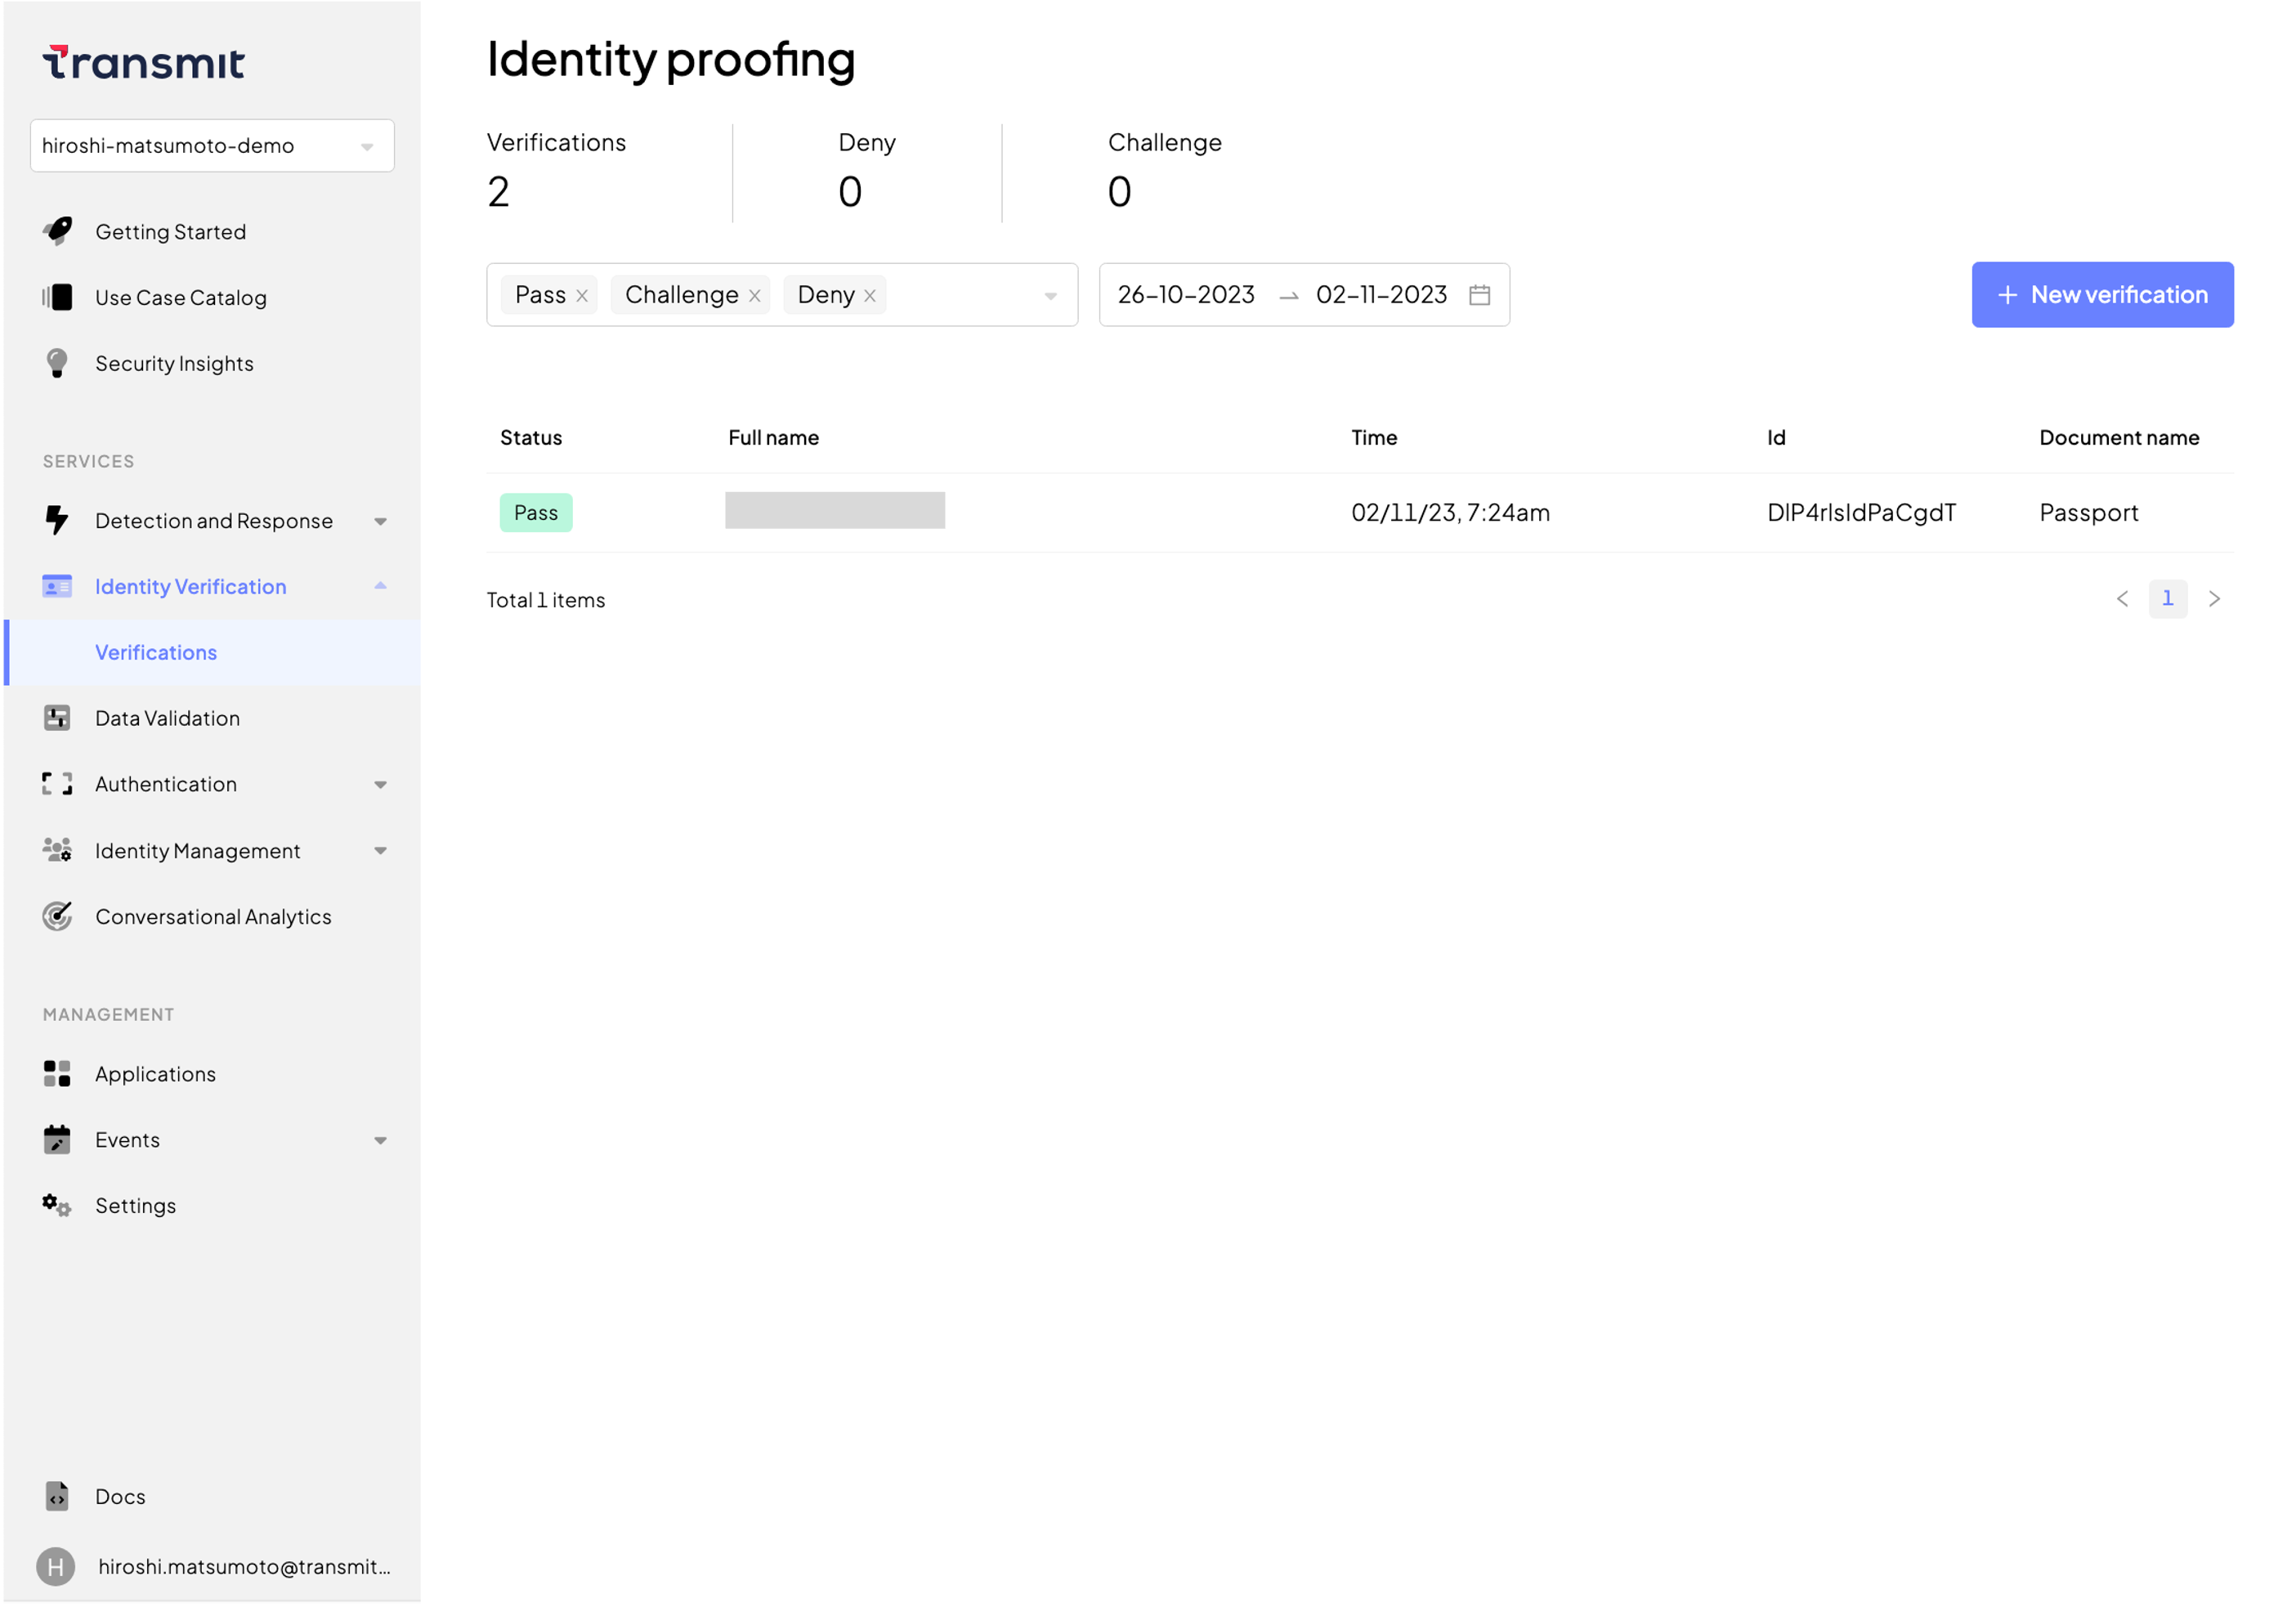 transmit
hiroshi-matsumoto-demo
Getting Started
Use Case Catalog
Security Insights
SERVICES
Detection and Response
Identity Verification
Verifications
Data Validation
Authentication
Identity Management
Conversational Analytics
MANAGEMENT
Applications
Events
Settings
Docs
H hiroshi.matsumoto@transmit...
Identity proofing
Verifications Deny Challenge
2 0 0
Pass Challenge Deny 26-10-2023 → 02-11-2023 + New verification
Status Full name Time Id Document name
Pass 02/11/23, 7:24am DIP4rlsldPaCgdT Passport
Total 1 items < 1 >